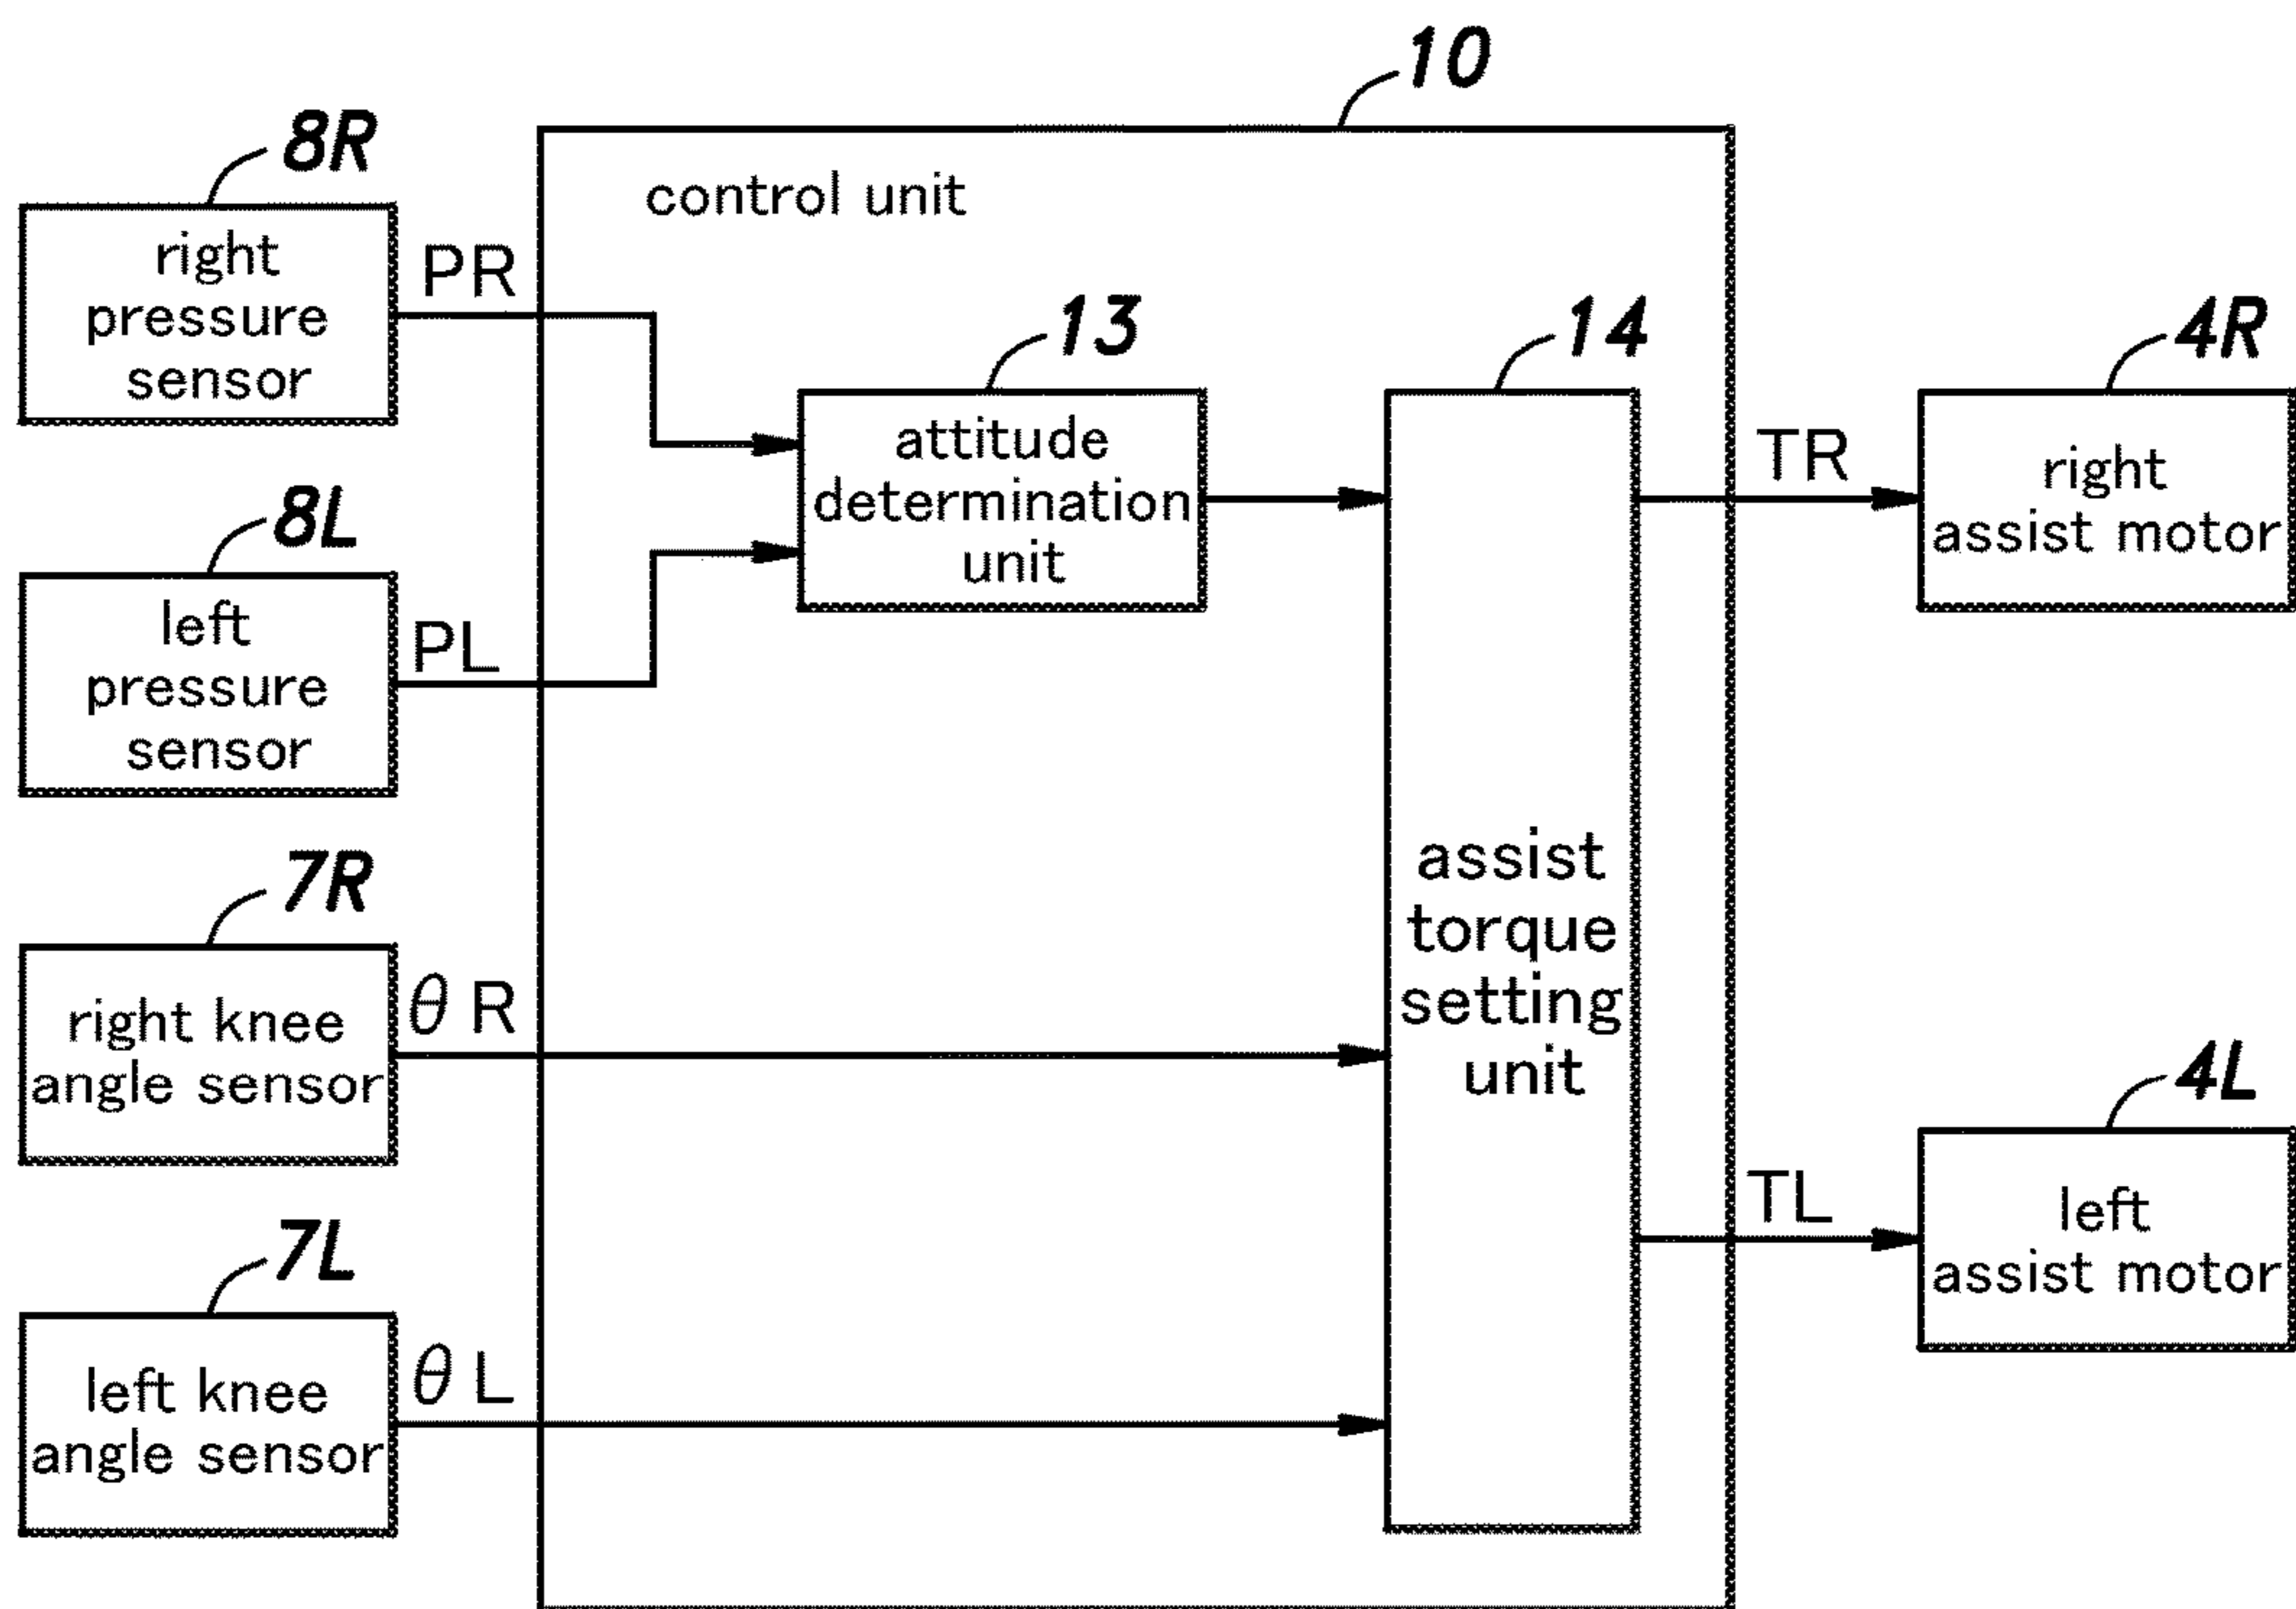 10
control unit
8R
right
pressure
sensor
PR
8L
left
pressure
sensor
PL
7R
right knee
angle sensor
θ R
7L
left knee
angle sensor
θ L
13
attitude
determination
unit
14
assist
torque
setting
unit
TR
4R
right
assist motor
TL
4L
left
assist motor